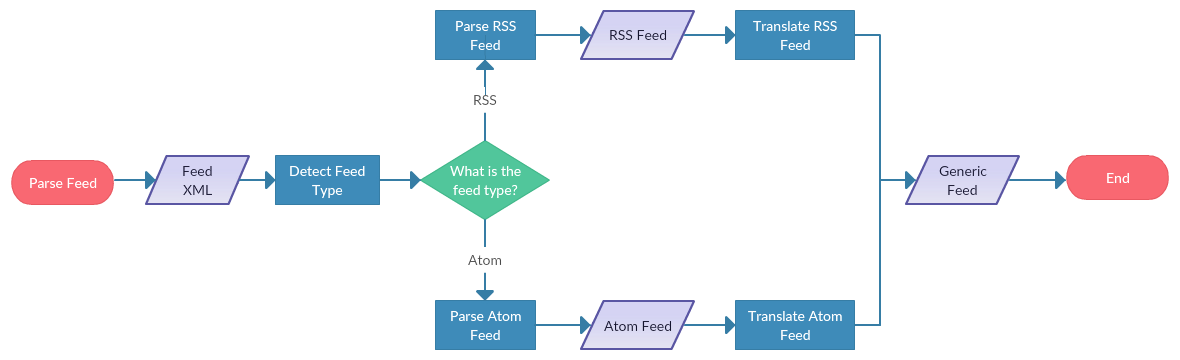 Parse RSS
Feed
RSS Feed
Translate RSS
Feed
RSS
Parse Feed
Feed
XML
Detect Feed
Type
What is the
feed type?
Generic
Feed
End
Atom
Parse Atom
Feed
Atom Feed
Translate Atom
Feed